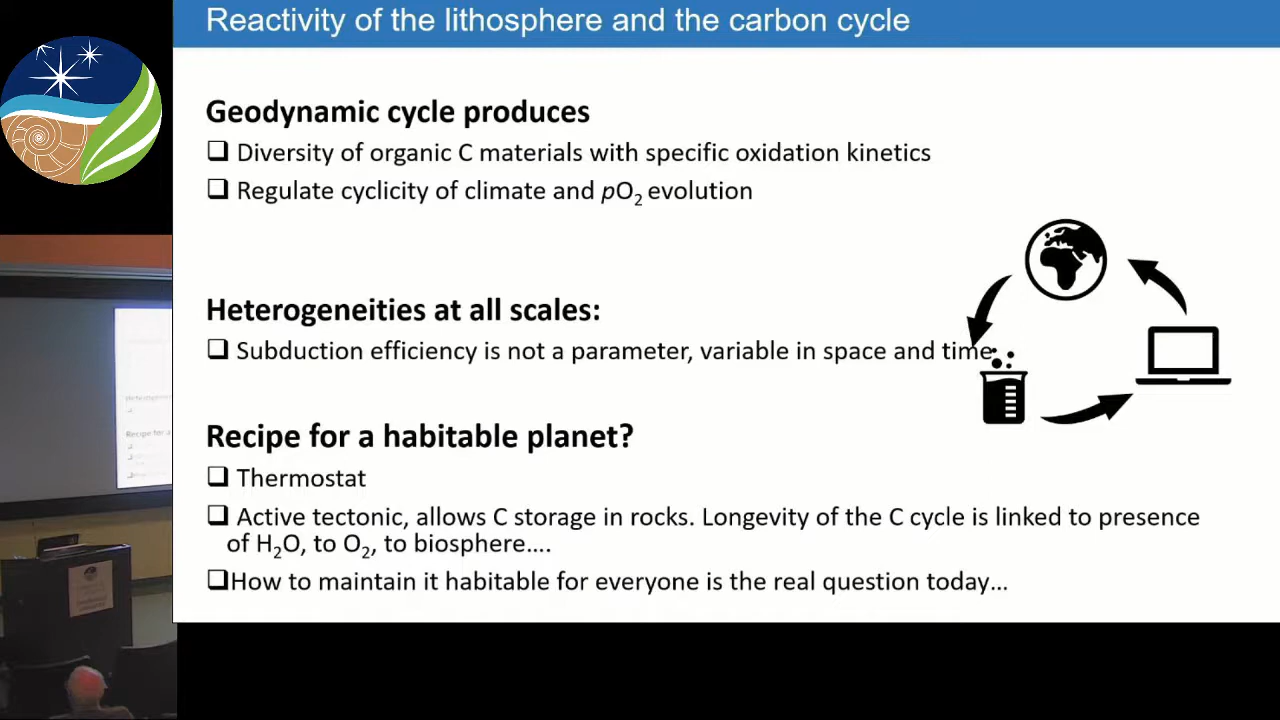 Reactivity of the lithosphere and the carbon cycle
Geodynamic cycle produces
❑ Diversity of organic C materials with specific oxidation kinetics
❑ Regulate cyclicity of climate and pO₂ evolution
Heterogeneities at all scales:
❑ Subduction efficiency is not a parameter, variable in space and time
Recipe for a habitable planet?
❑ Thermostat
❑ Active tectonic, allows C storage in rocks. Longevity of the C cycle is linked to presence
of H₂O, to O₂, to biosphere....
❑How to maintain it habitable for everyone is the real question today...